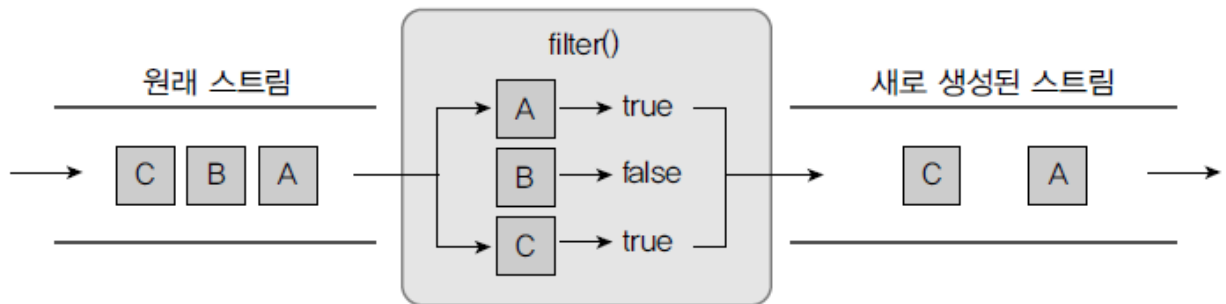 원래 스트림
C B A
filter()
A true
B false
C true
새로 생성된 스트림
C A